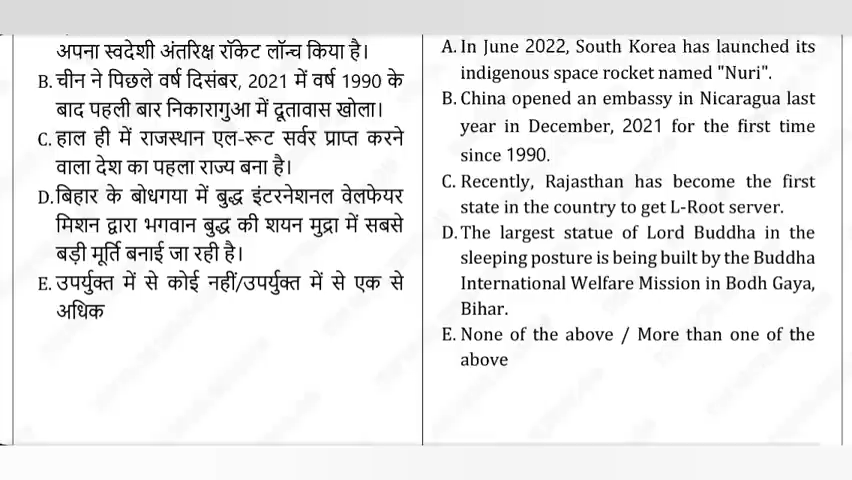 अपना स्वदेशी अंतरिक्ष रॉकेट लॉन्च किया है।
B. चीन ने पिछले वर्ष दिसंबर, 2021 में वर्ष 1990 के
बाद पहली बार निकारागुआ में दूतावास खोला।
C. हाल ही में राजस्थान एल-रूट सर्वर प्राप्त करने
वाला देश का पहला राज्य बना है।
D.बिहार के बोधगया में बुद्ध इंटरनेशनल वेलफेयर
मिशन द्वारा भगवान बुद्ध की शयन मुद्रा में सबसे
बड़ी मूर्ति बनाई जा रही है।
E. उपर्युक्त में से कोई नहीं/उपर्युक्त में से एक से
अधिक
A. In June 2022, South Korea has launched its
indigenous space rocket named "Nuri".
B. China opened an embassy in Nicaragua last
year in December, 2021 for the first time
since 1990.
C. Recently, Rajasthan has become the first
state in the country to get L-Root server.
D. The largest statue of Lord Buddha in the
sleeping posture is being built by the Buddha
International Welfare Mission in Bodh Gaya,
Bihar.
E. None of the above / More than one of the
above